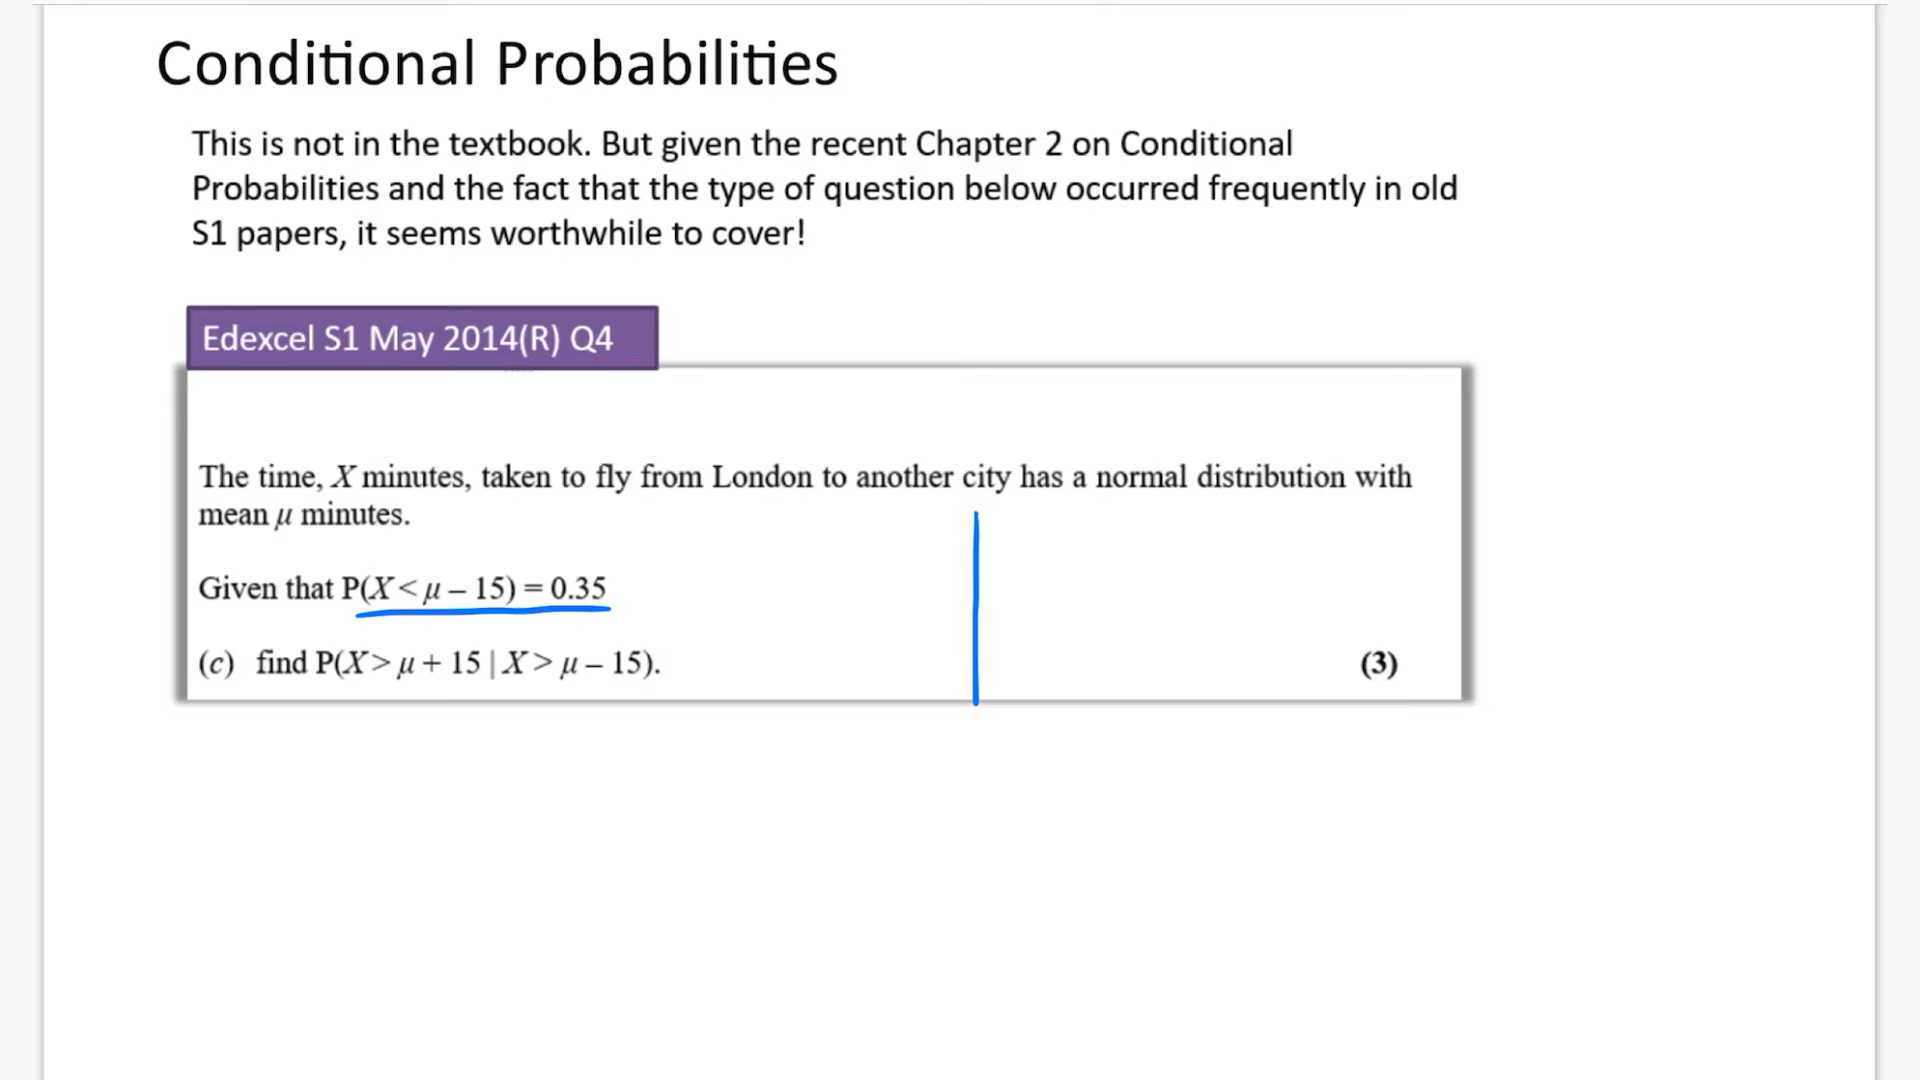 Conditional Probabilities
This is not in the textbook. But given the recent Chapter 2 on Conditional
Probabilities and the fact that the type of question below occurred frequently in old
S1 papers, it seems worthwhile to cover!
Edexcel S1 May 2014(R) Q4
The time, X minutes, taken to fly from London to another city has a normal distribution with
mean μ minutes.
Given that P(X < μ – 15) = 0.35
(c) find P(X > μ + 15 | X > μ – 15).
(3)